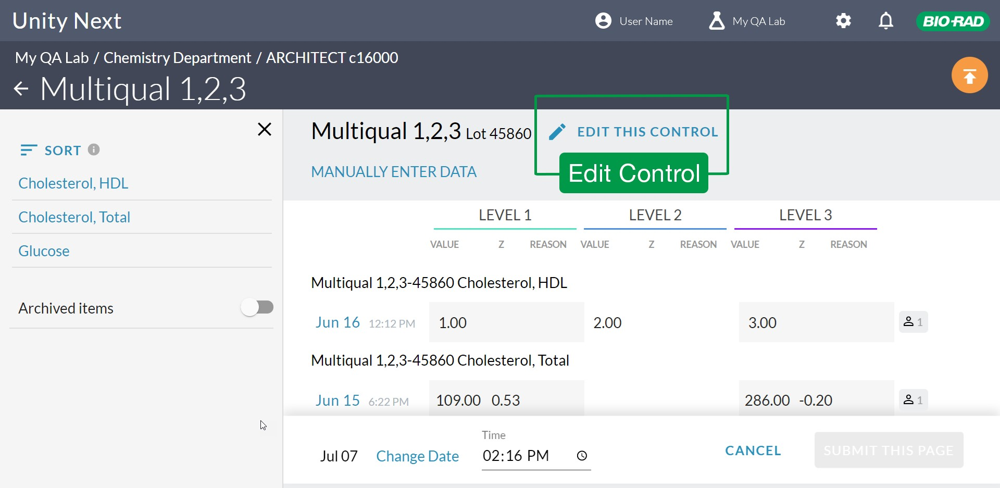 Unity Next
User Name
My QA Lab
BIO-RAD
My QA Lab / Chemistry Department / ARCHITECT c16000
Multiqual 1,2,3
SORT
Cholesterol, HDL
Cholesterol, Total
Glucose
Archived items
Multiqual 1,2,3 Lot 45860
EDIT THIS CONTROL
Edit Control
MANUALLY ENTER DATA
LEVEL 1 LEVEL 2 LEVEL 3
VALUE Z REASON VALUE Z REASON VALUE Z REASON
Multiqual 1,2,3-45860 Cholesterol, HDL
Jun 16 12:12 PM 1.00 2.00 3.00 1
Multiqual 1,2,3-45860 Cholesterol, Total
Jun 15 6:22 PM 109.00 0.53 286.00 -0.20 1
Time
Jul 07 Change Date 02:16 PM
CANCEL
SUBMIT THIS PAGE